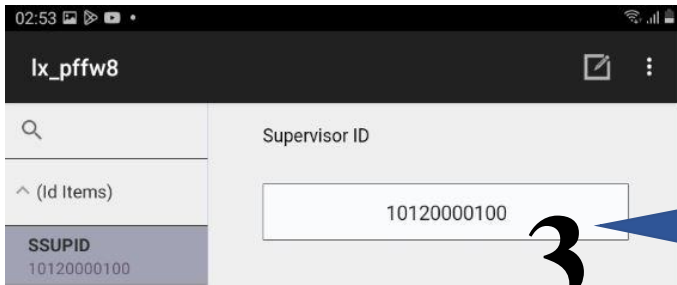 02:53
lx_pffw8
Supervisor ID
(Id Items)
10120000100
SSUPID
10120000100
3